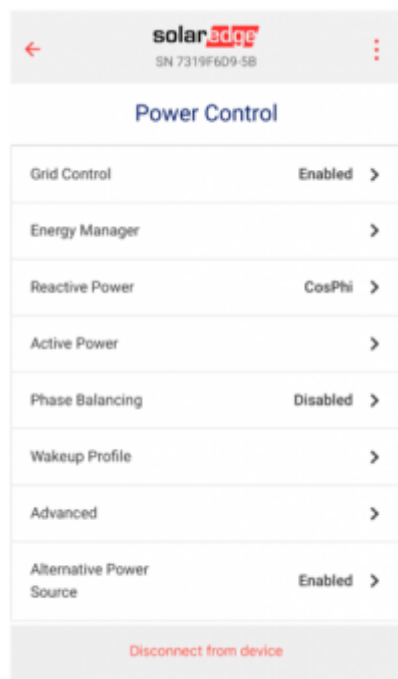 solaredge
SN 7319F6D9-5B
Power Control
Grid Control Enabled
Energy Manager
Reactive Power CosPhi
Active Power
Phase Balancing Disabled
Wakeup Profile
Advanced
Alternative Power
Source Enabled
Disconnect from device